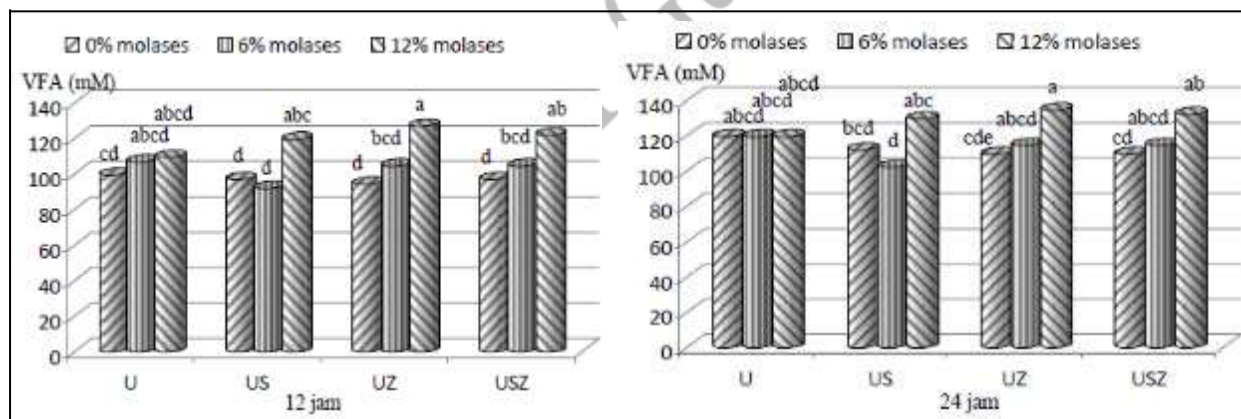 0% molases 6% molases 12% molases
VFA (mM)
140
120
100
80
60
40
20
0
cd abcd abcd
d d abc
d bcd a
d bcd ab
U US UZ USZ
12 jam
0% molases 6% molases 12% molases
VFA (mM)
140
120
100
80
60
40
20
0
abcd abcd abcd
bcd d abc
cde abcd a
cd abcd ab
U US UZ USZ
24 jam